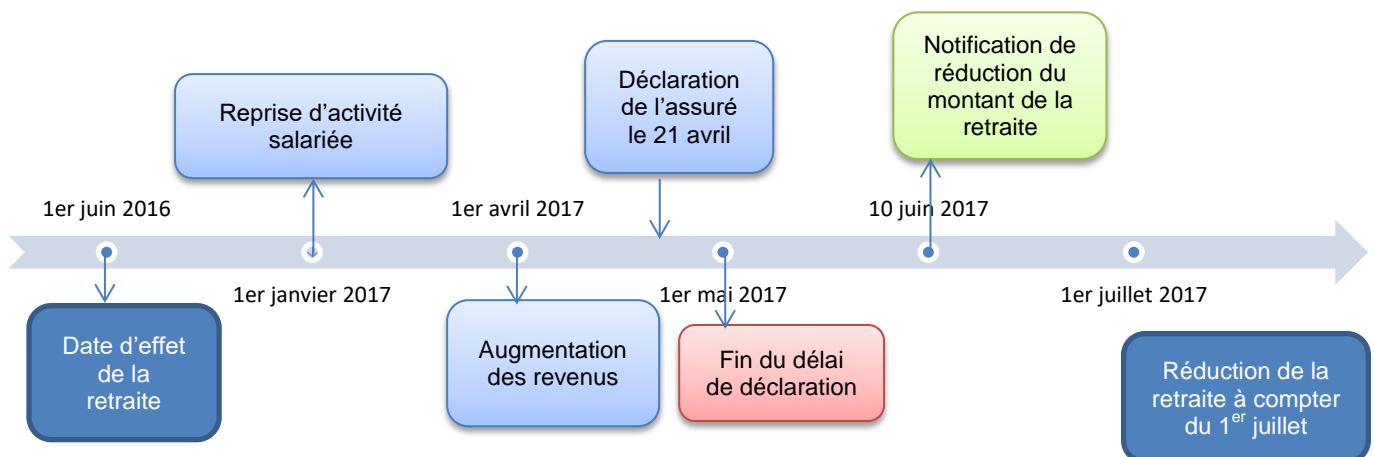 Déclaration
de l'assuré
le 21 avril
Notification de
réduction du
montant de la
retraite
Reprise d'activité
salariée
1er juin 2016
1er avril 2017
10 juin 2017
1er janvier 2017
1er mai 2017
1er juillet 2017
Date d'effet
de la
retraite
Augmentation
des revenus
Fin du délai
de déclaration
Réduction de la
retraite à compter
du 1er juillet